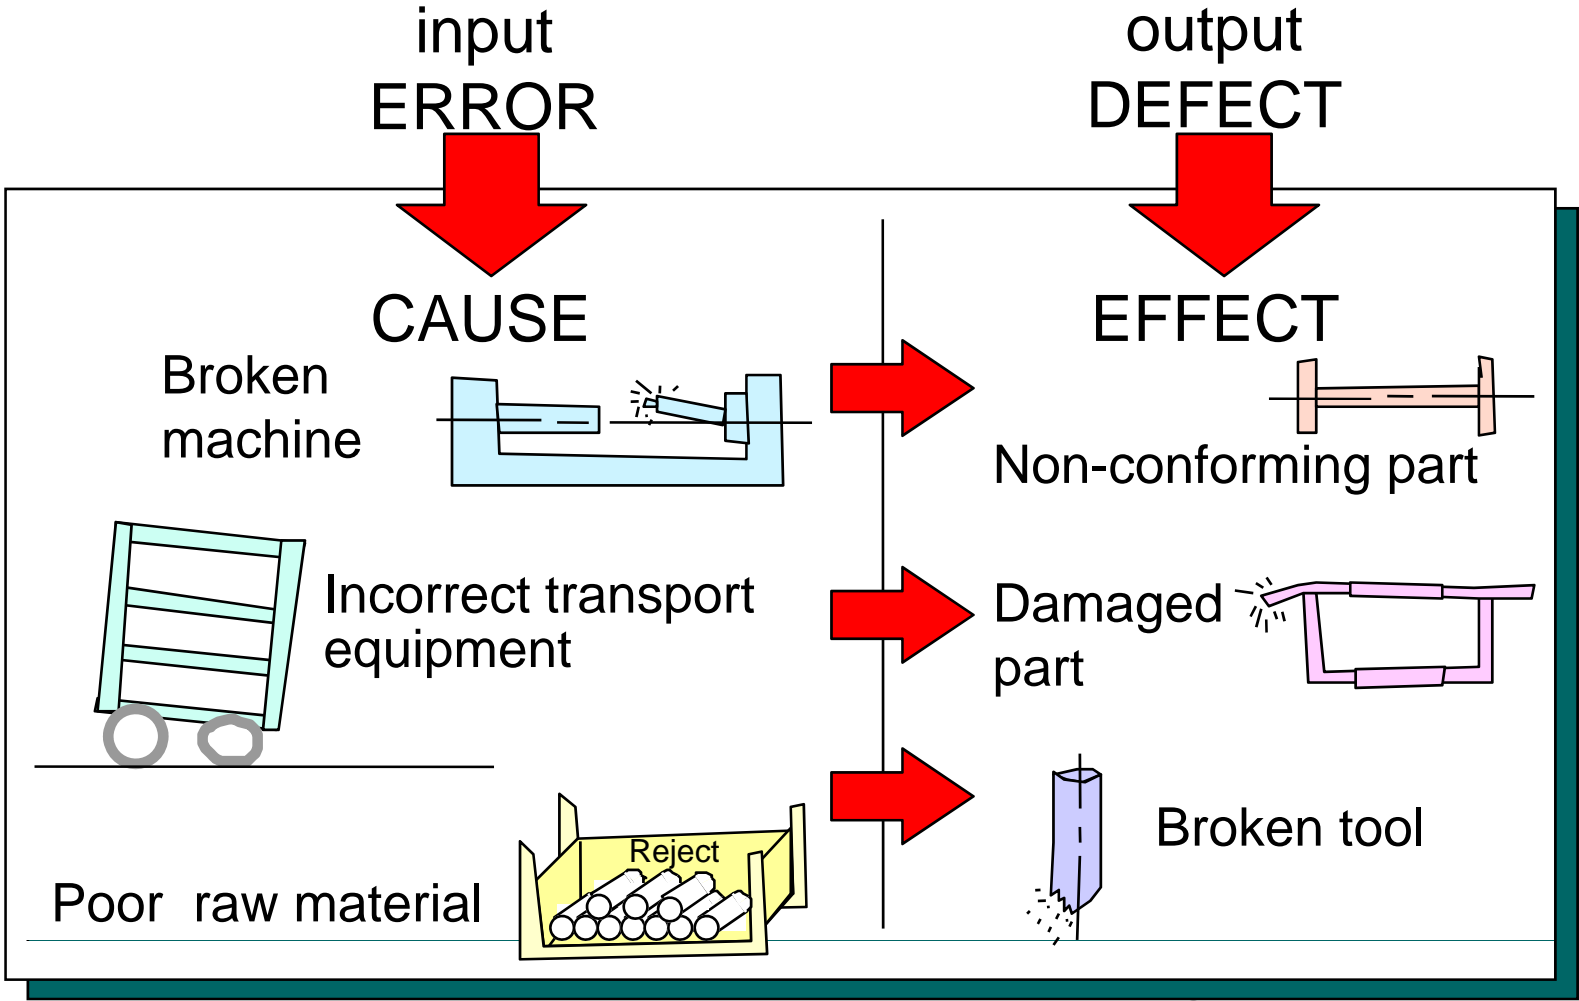 input
ERROR
output
DEFECT
CAUSE
EFFECT
Broken
machine
Non-conforming part
Incorrect transport
equipment
Damaged
part
Poor raw material
Reject
Broken tool